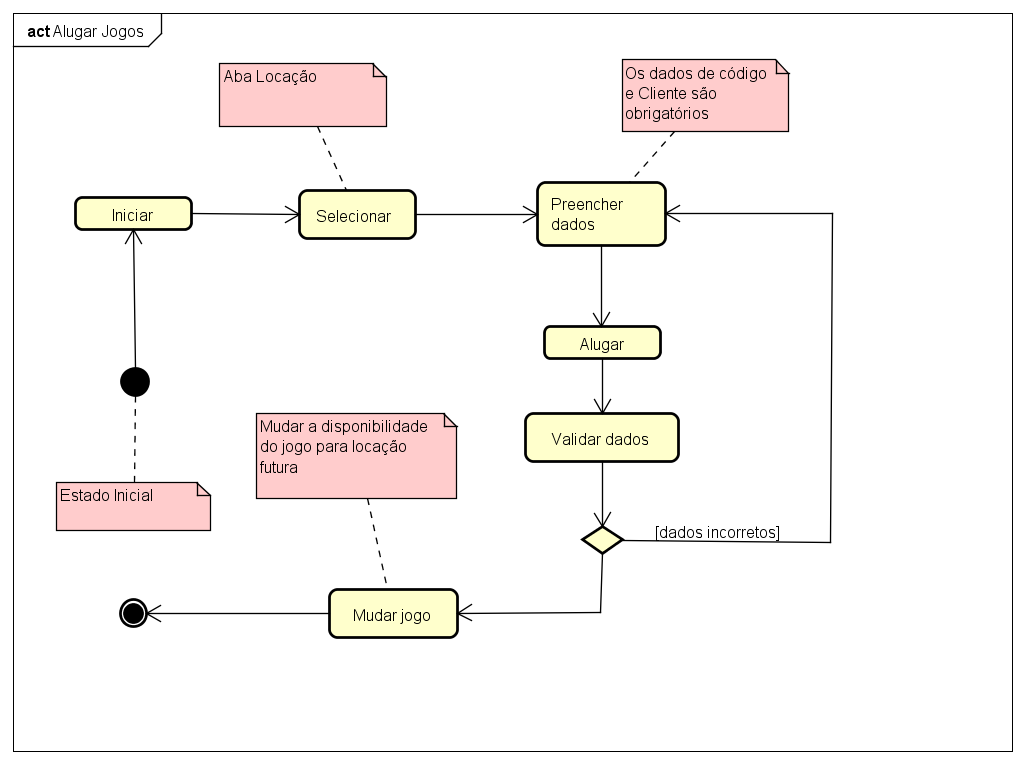 act Alugar Jogos
Aba Locação
Os dados de código
e Cliente são
obrigatórios
Iniciar
Selecionar
Preencher
dados
Alugar
Mudar a disponibilidade
do jogo para locação
futura
Validar dados
Estado Inicial
[dados incorretos]
Mudar jogo